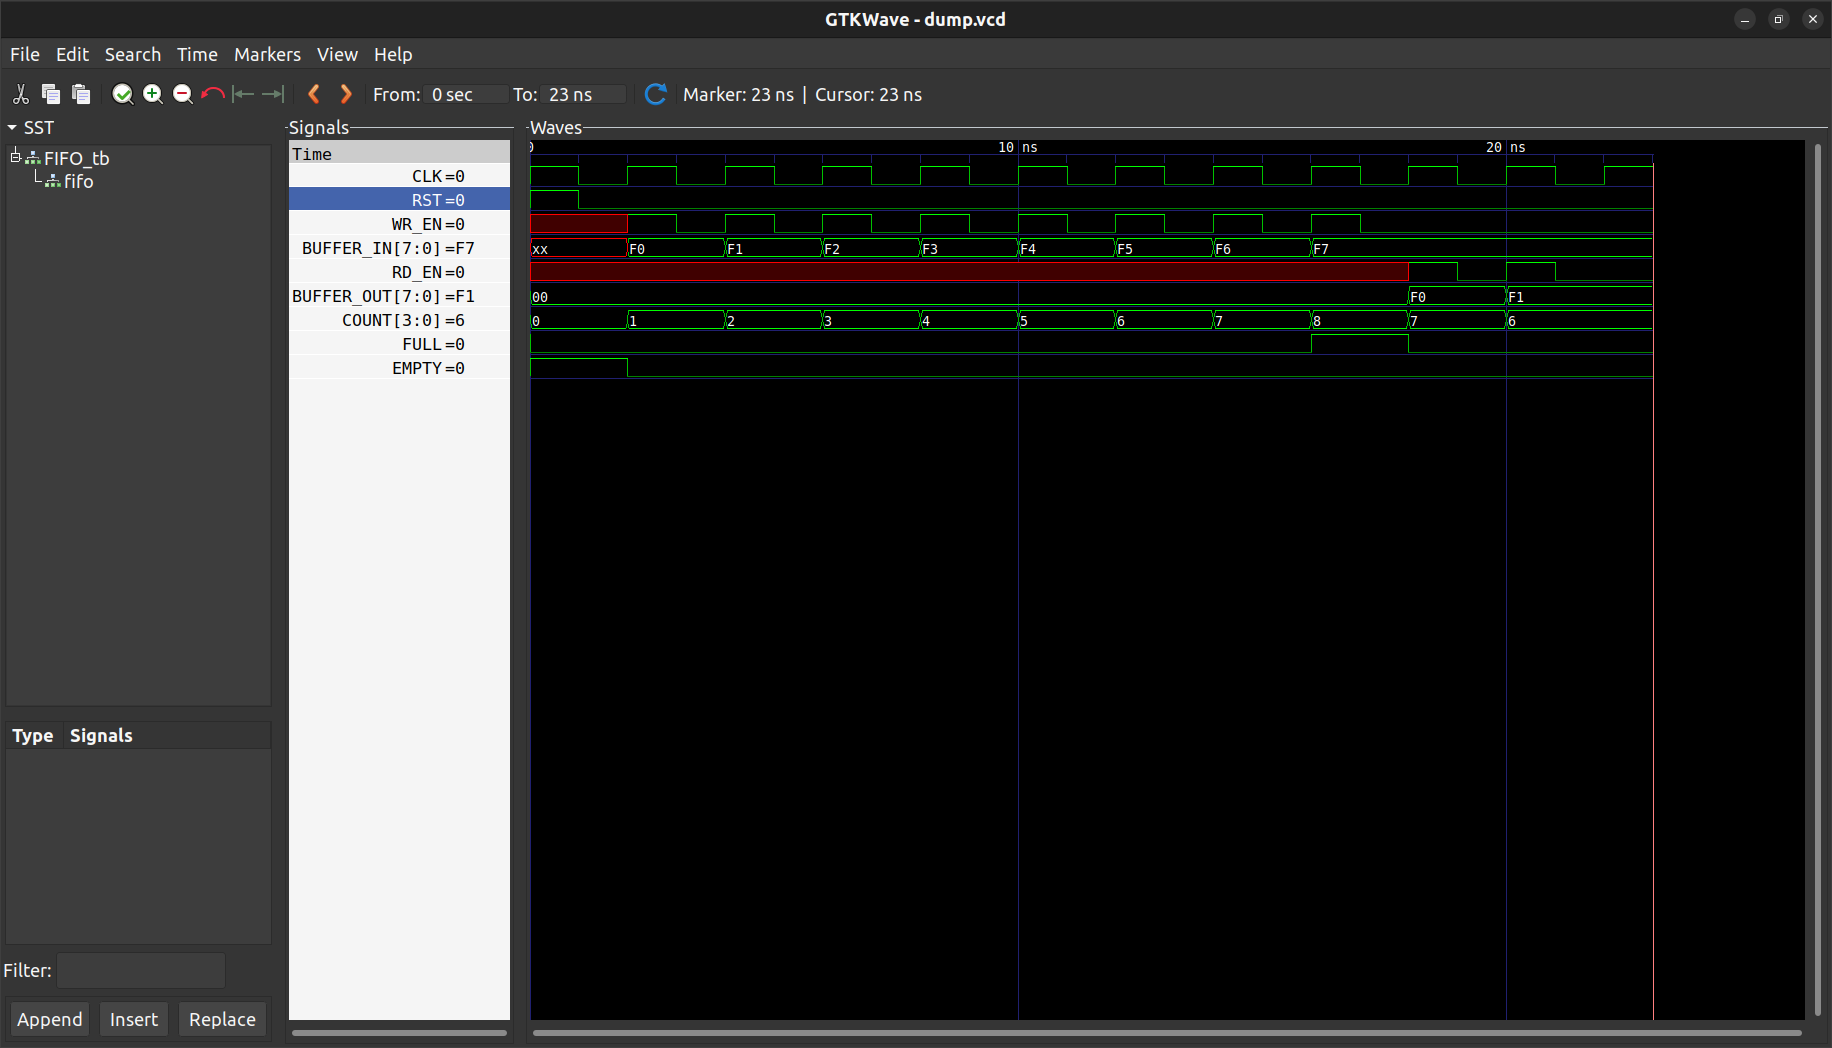 GTKWave - dump.vcd
File Edit Search Time Markers View Help
From: 0 sec To: 23 ns Marker: 23 ns | Cursor: 23 ns
SST
FIFO_tb
fifo
Type Signals
Filter:
Append Insert Replace
Signals
Time
CLK=0
RST=0
WR_EN=0
BUFFER_IN[7:0]=F7
RD_EN=0
BUFFER_OUT[7:0]=F1
COUNT[3:0]=6
FULL=0
EMPTY=0
Waves
0 10 ns 20 ns
xx F0 F1 F2 F3 F4 F5 F6 F7
00 F0 F1
0 1 2 3 4 5 6 7 8 7 6